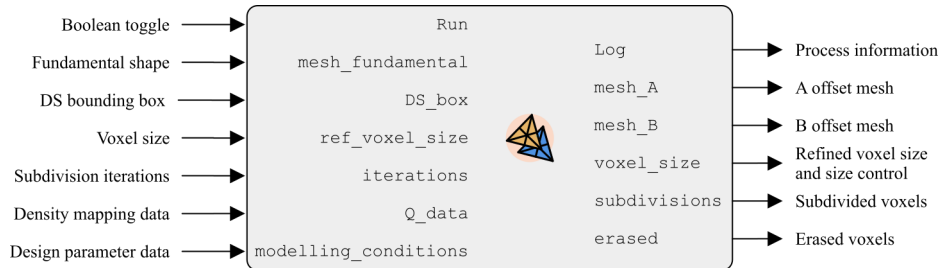 Boolean toggle
Run
Fundamental shape
mesh_fundamental
DS bounding box
DS_box
Voxel size
ref_voxel_size
Subdivision iterations
iterations
Density mapping data
Q_data
Design parameter data
modelling_conditions
Log
Process information
mesh_A
A offset mesh
mesh_B
B offset mesh
voxel_size
Refined voxel size
and size control
subdivisions
Subdivided voxels
erased
Erased voxels